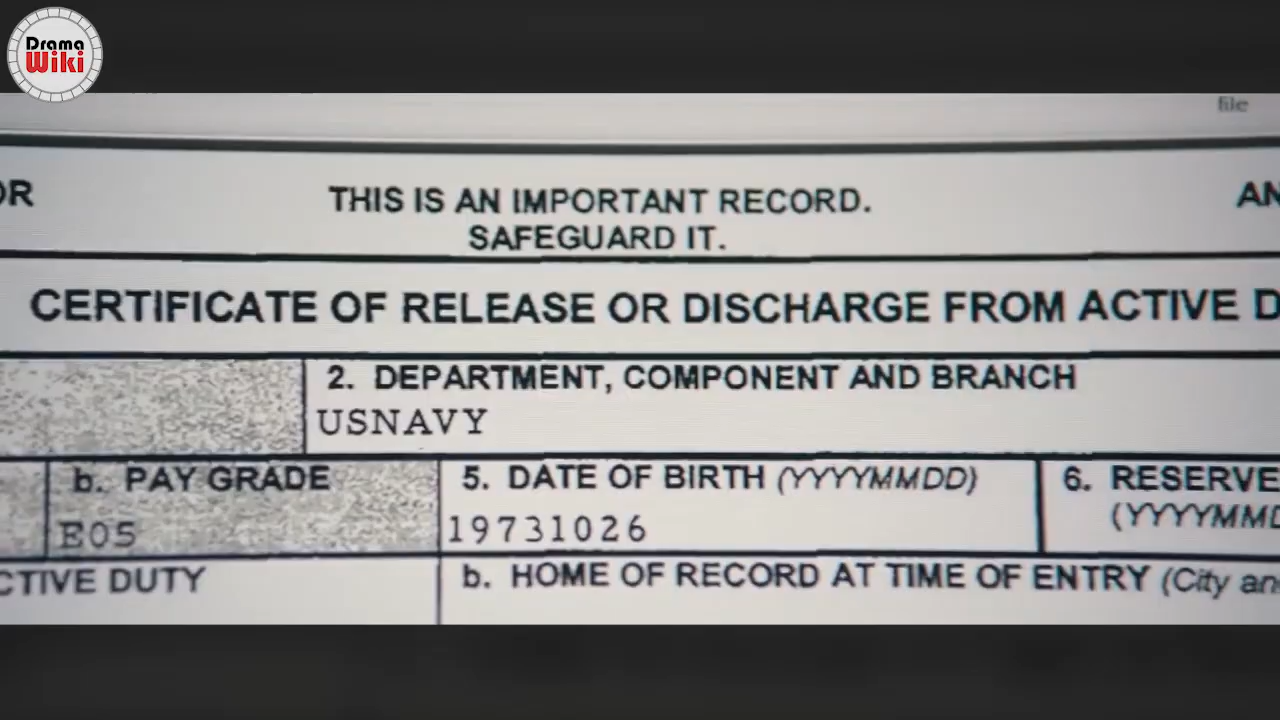 Drama
Wiki
file
OR
THIS IS AN IMPORTANT RECORD.
AN
SAFEGUARD IT.
CERTIFICATE OF RELEASE OR DISCHARGE FROM ACTIVE D
2. DEPARTMENT, COMPONENT AND BRANCH
USNAVY
b. PAY GRADE
E05
5. DATE OF BIRTH (YYYYMMDD)
19731026
6. RESERVE
(YYYYMMD
CTIVE DUTY
b. HOME OF RECORD AT TIME OF ENTRY (City an